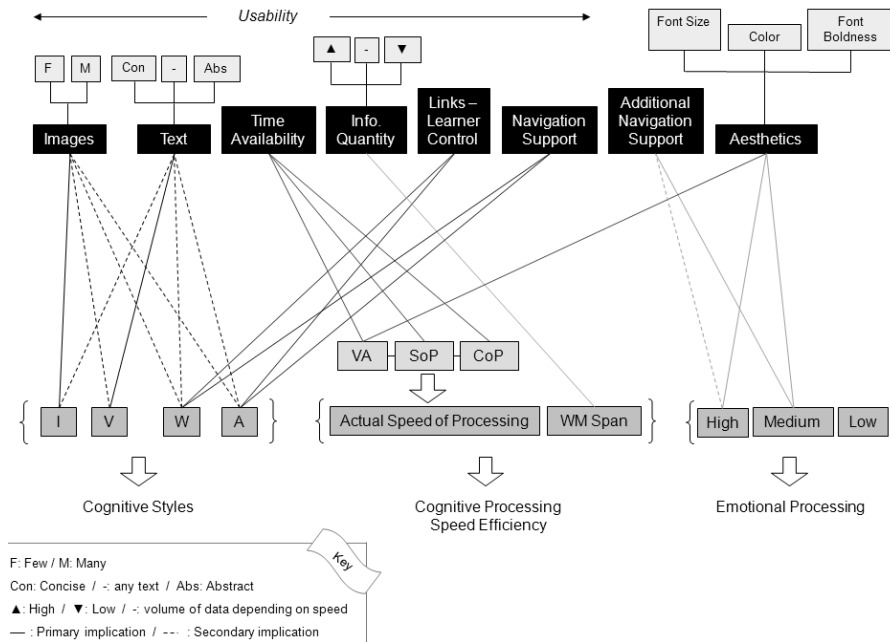 Usability
F
M
Con
-
Abs
▲
-
▼
Font Size
Color
Font
Boldness
Images
Text
Time
Availability
Info.
Quantity
Links –
Learner
Control
Navigation
Support
Additional
Navigation
Support
Aesthetics
VA
SoP
CoP
I
V
W
A
Actual Speed of Processing
WM Span
High
Medium
Low
Cognitive Styles
Cognitive Processing
Speed Efficiency
Emotional Processing
Key
F: Few / M: Many
Con: Concise / -: any text / Abs: Abstract
▲: High / ▼: Low / -: volume of data depending on speed
— : Primary implication / --- : Secondary implication